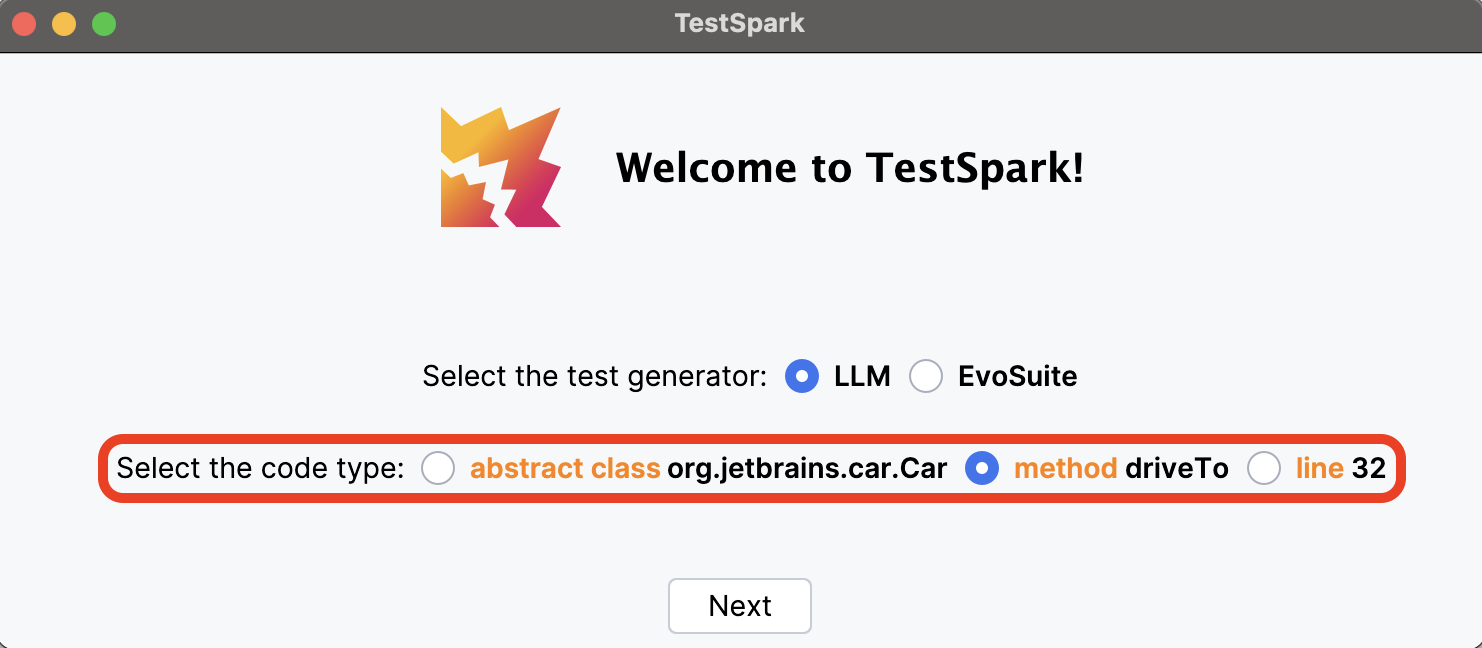 TestSpark
Welcome to TestSpark!
Select the test generator: LLM EvoSuite
Select the code type: abstract class org.jetbrains.car.Car method driveTo line 32
Next